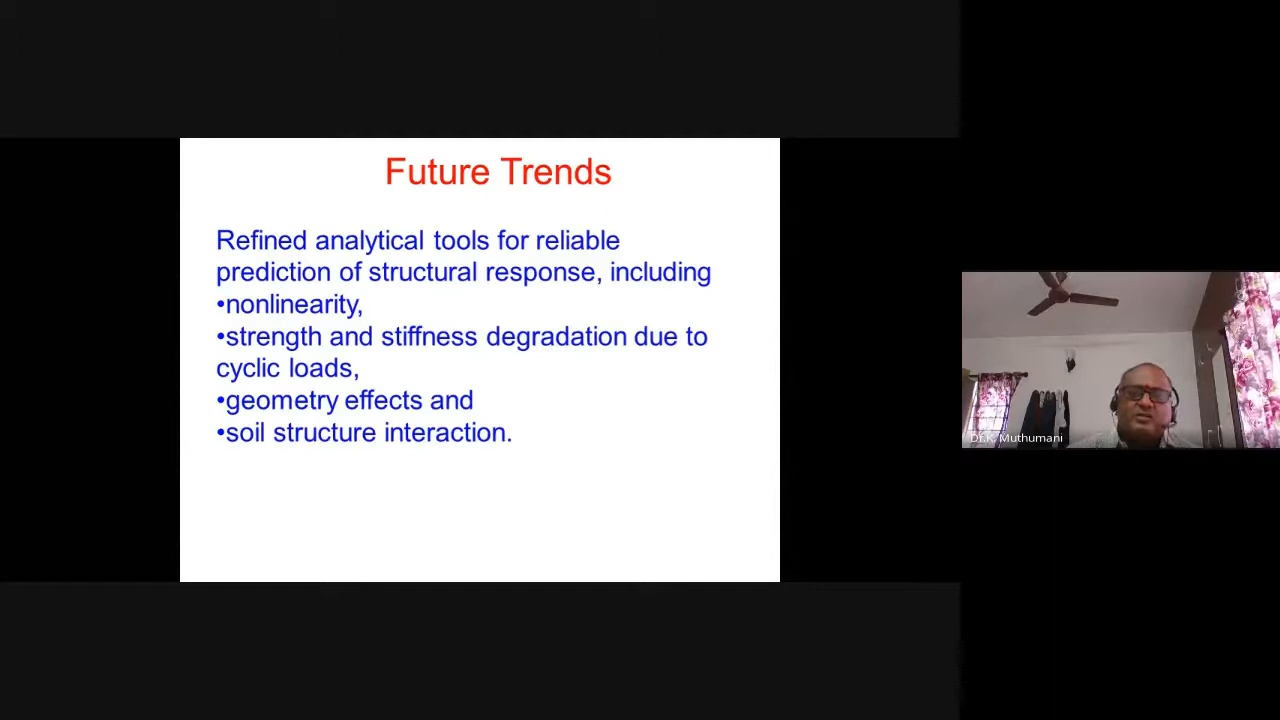 Future Trends
Refined analytical tools for reliable
prediction of structural response, including
•nonlinearity,
•strength and stiffness degradation due to
cyclic loads,
•geometry effects and
•soil structure interaction.
Dr.K. Muthumani